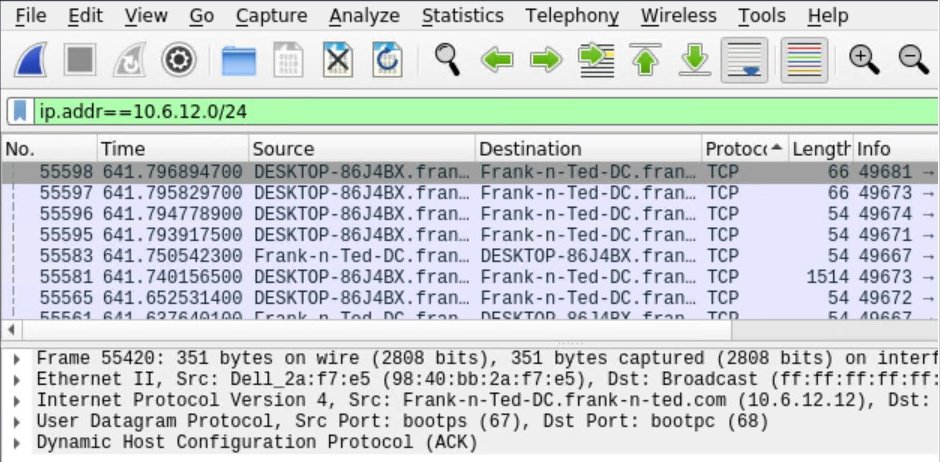 File Edit View Go Capture Analyze Statistics Telephony Wireless Tools Help
ip.addr==10.6.12.0/24
No. Time Source Destination Protoco Length Info
55598 641.796894700 DESKTOP-86J4BX.fran… Frank-n-Ted-DC.fran… TCP 66 49681 →
55597 641.795829700 DESKTOP-86J4BX.fran… Frank-n-Ted-DC.fran… TCP 66 49673 →
55596 641.794778900 DESKTOP-86J4BX.fran… Frank-n-Ted-DC.fran… TCP 54 49674 →
55595 641.793917500 DESKTOP-86J4BX.fran… Frank-n-Ted-DC.fran… TCP 54 49671 →
55583 641.750542300 Frank-n-Ted-DC.fran… DESKTOP-86J4BX.fran… TCP 54 49667 →
55581 641.740156500 DESKTOP-86J4BX.fran… Frank-n-Ted-DC.fran… TCP 1514 49673 →
55565 641.652531400 DESKTOP-86J4BX.fran… Frank-n-Ted-DC.fran… TCP 54 49672 →
55561 641.637640100 Frank-n-Ted-DC.fran… DESKTOP-86J4BX.fran… TCP 54 49667 →
Frame 55420: 351 bytes on wire (2808 bits), 351 bytes captured (2808 bits) on interf
Ethernet II, Src: Dell_2a:f7:e5 (98:40:bb:2a:f7:e5), Dst: Broadcast (ff:ff:ff:ff:ff:
Internet Protocol Version 4, Src: Frank-n-Ted-DC.frank-n-ted.com (10.6.12.12), Dst:
User Datagram Protocol, Src Port: bootps (67), Dst Port: bootpc (68)
Dynamic Host Configuration Protocol (ACK)